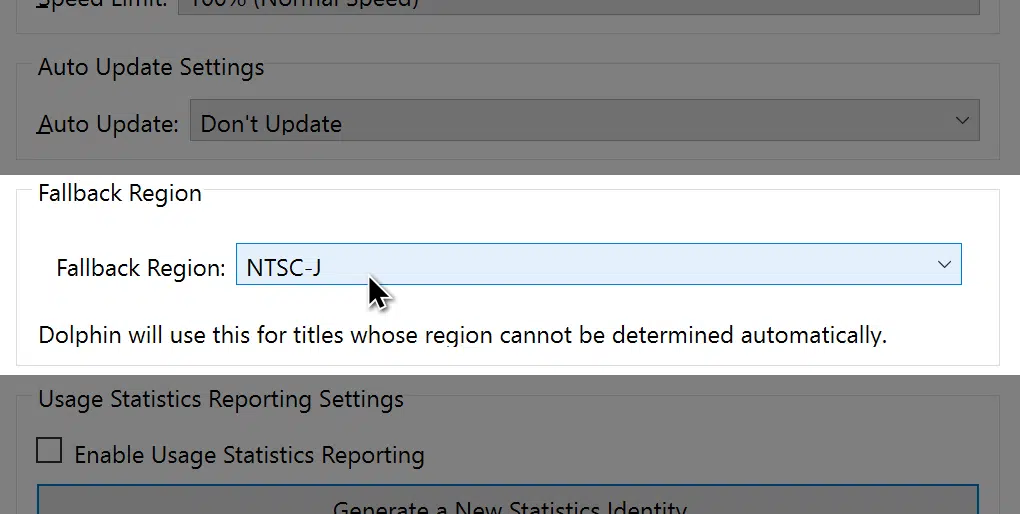 Speed Limit: 100% (Normal Speed)
Auto Update Settings
Auto Update: Don't Update
Fallback Region
Fallback Region: NTSC-J
Dolphin will use this for titles whose region cannot be determined automatically.
Usage Statistics Reporting Settings
Enable Usage Statistics Reporting
Generate a New Statistics Identity